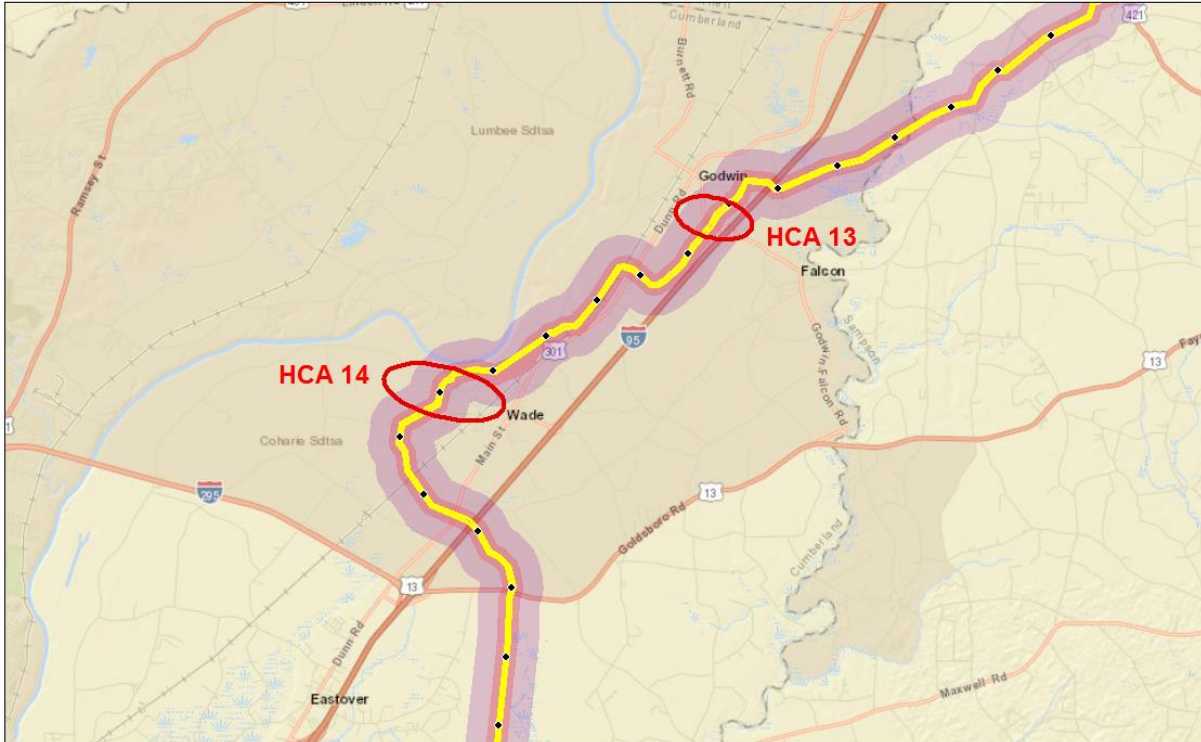 421
Cumberland
Burnett Rd
Ramsey St
Lumbee Sdtsa
Godwin
Dunn Rd
HCA 13
Falcon
Sampson
95
301
13
HCA 14
Godwin-Falcon Rd
Wade
Coharie Sdtsa
Main St
295
13
Goldsboro Rd
Cumberland
13
Dunn Rd
Maxwell Rd
Eastover